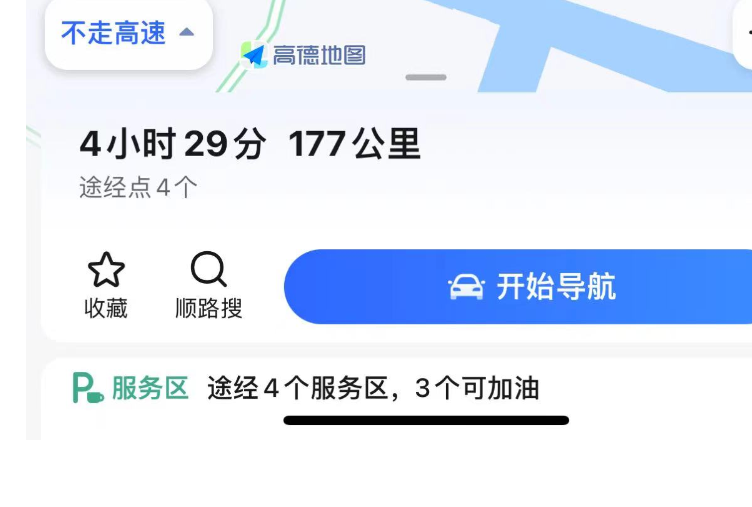 不走高速
高德地图
4小时29分 177公里
途经点4个
收藏
顺路搜
开始导航
服务区 途经4个服务区，3个可加油